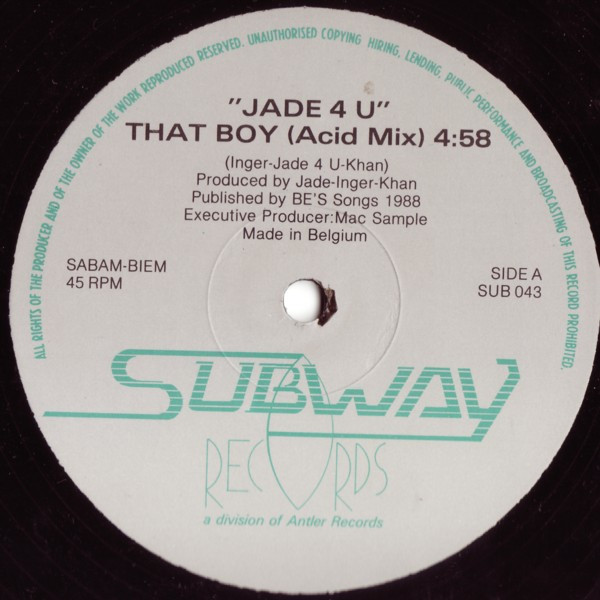 ALL RIGHTS OF THE PRODUCER AND OF THE OWNER OF THE WORK REPRODUCED RESERVED. UNAUTHORISED COPYING HIRING, LENDING, PUBLIC PERFORMANCE AND BROADCASTING OF THIS RECORD PROHIBITED.
"JADE 4 U"
THAT BOY (Acid Mix) 4:58
(Inger-Jade 4 U-Khan)
Produced by Jade-Inger-Khan
Published by BE'S Songs 1988
Executive Producer:Mac Sample
Made in Belgium
SABAM-BIEM
45 RPM
SIDE A
SUB 043
SUBWAY
RECORDS
a division of Antler Records